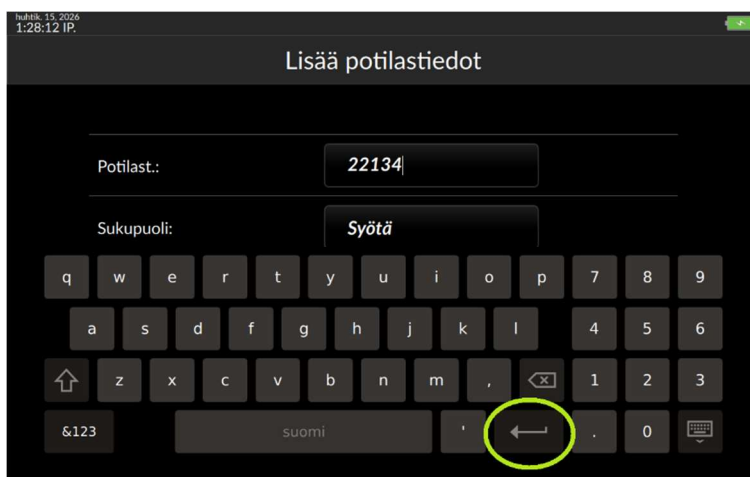 huhtik. 15, 2026
1:28:12 IP.
Lisää potilastiedot
Potilast.: 22134
Sukupuoli: Syötä
q w e r t y u i o p 7 8 9
a s d f g h j k l 4 5 6
z x c v b n m , 1 2 3
&123 suomi ' . 0